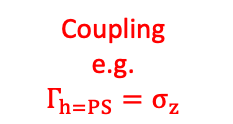 Coupling
e.g.
Γh=PS = σz